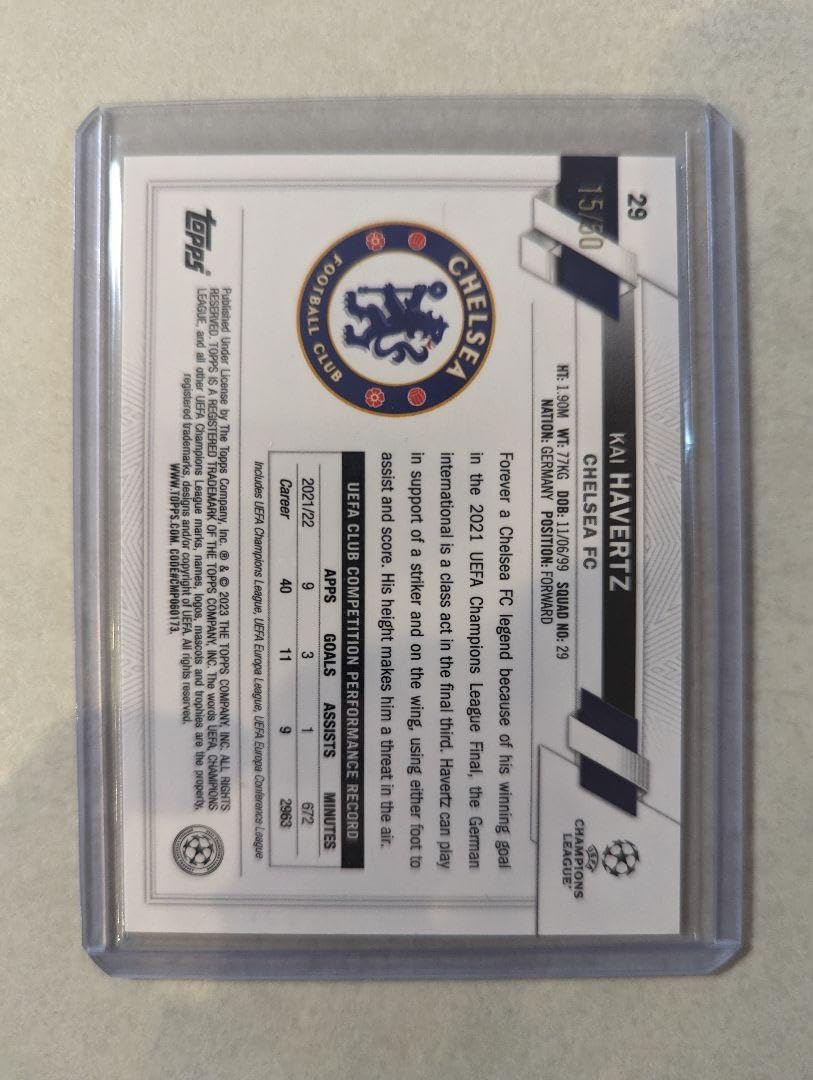 29
15/50
KAI HAVERTZ
CHELSEA FC
HT: 1.90M WT: 77KG DOB: 11/06/99 SQUAD NO: 29
NATION: GERMANY POSITION: FORWARD
UEFA
CHAMPIONS
LEAGUE
CHELSEA
FOOTBALL CLUB
Forever a Chelsea FC legend because of his winning goal
in the 2021 UEFA Champions League Final, the German
international is a class act in the final third. Havertz can play
in support of a striker and on the wing, using either foot to
assist and score. His height makes him a threat in the air.
UEFA CLUB COMPETITION PERFORMANCE RECORD
APPS GOALS ASSISTS MINUTES
2021/22 9 3 1 672
Career 40 11 9 2963
Includes UEFA Champions League, UEFA Europa League, UEFA Europa Conference League
Topps
Published Under License by The Topps Company, Inc. ® & © 2023 THE TOPPS COMPANY, INC. ALL RIGHTS
RESERVED. TOPPS IS A REGISTERED TRADEMARK OF THE TOPPS COMPANY, INC. The words UEFA, CHAMPIONS
LEAGUE, and all other UEFA Champions League marks, names, logos, mascots and trophies are the property,
registered trademarks, designs and/or copyright of UEFA. All rights reserved.
WWW.TOPPS.COM. CODE#CMP060173.